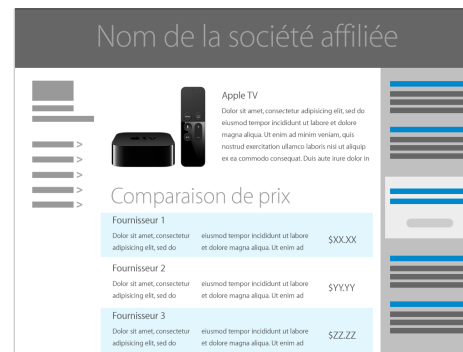 Nom de la société affiliée
Apple TV
Dolor sit amet, consectetur adipisicing elit, sed do
eiusmod tempor incididunt ut labore et dolore
magna aliqua. Ut enim ad minim veniam, quis
nostrud exercitation ullamco laboris nisi ut aliquip
ex ea commodo consequat. Duis aute irure dolor in
Comparaison de prix
Fournisseur 1
Dolor sit amet, consectetur eiusmod tempor incididunt ut labore
adipisicing elit, sed do et dolore magna aliqua. Ut enim ad
$XX.XX
Fournisseur 2
Dolor sit amet, consectetur eiusmod tempor incididunt ut labore
adipisicing elit, sed do et dolore magna aliqua. Ut enim ad
$YY.YY
Fournisseur 3
Dolor sit amet, consectetur eiusmod tempor incididunt ut labore
adipisicing elit, sed do et dolore magna aliqua. Ut enim ad
$ZZ.ZZ